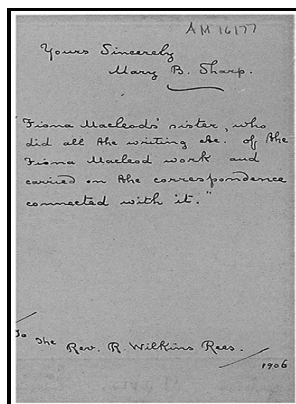 AM 16177
Yours Sincerely
Mary B. Sharp.
"Fiona Macleods' sister, who
did all the writing etc. of the
Fiona Macleod work and
carried on the correspondence
connected with it."
To the Rev. R. Wilkins Rees.
1906